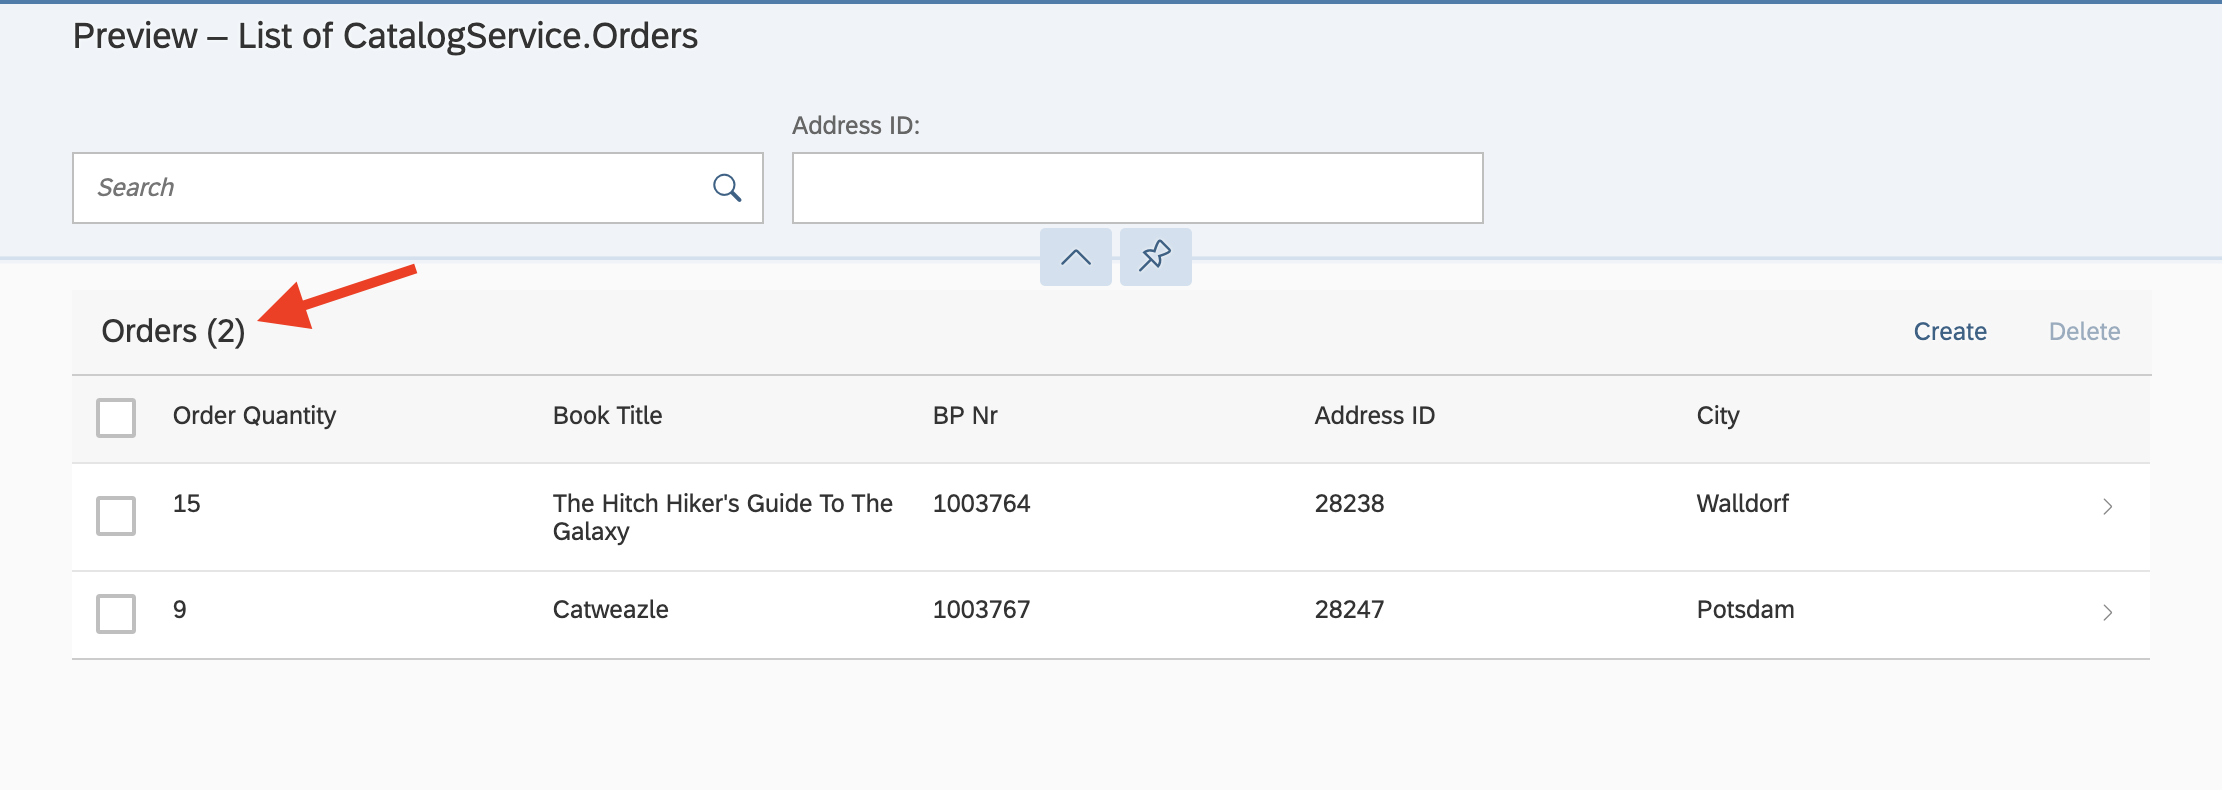 Preview – List of CatalogService.Orders
Address ID:
Search
Orders (2)
Create Delete
Order Quantity Book Title BP Nr Address ID City
15 The Hitch Hiker's Guide To The 1003764 28238 Walldorf
Galaxy
9 Catweazle 1003767 28247 Potsdam